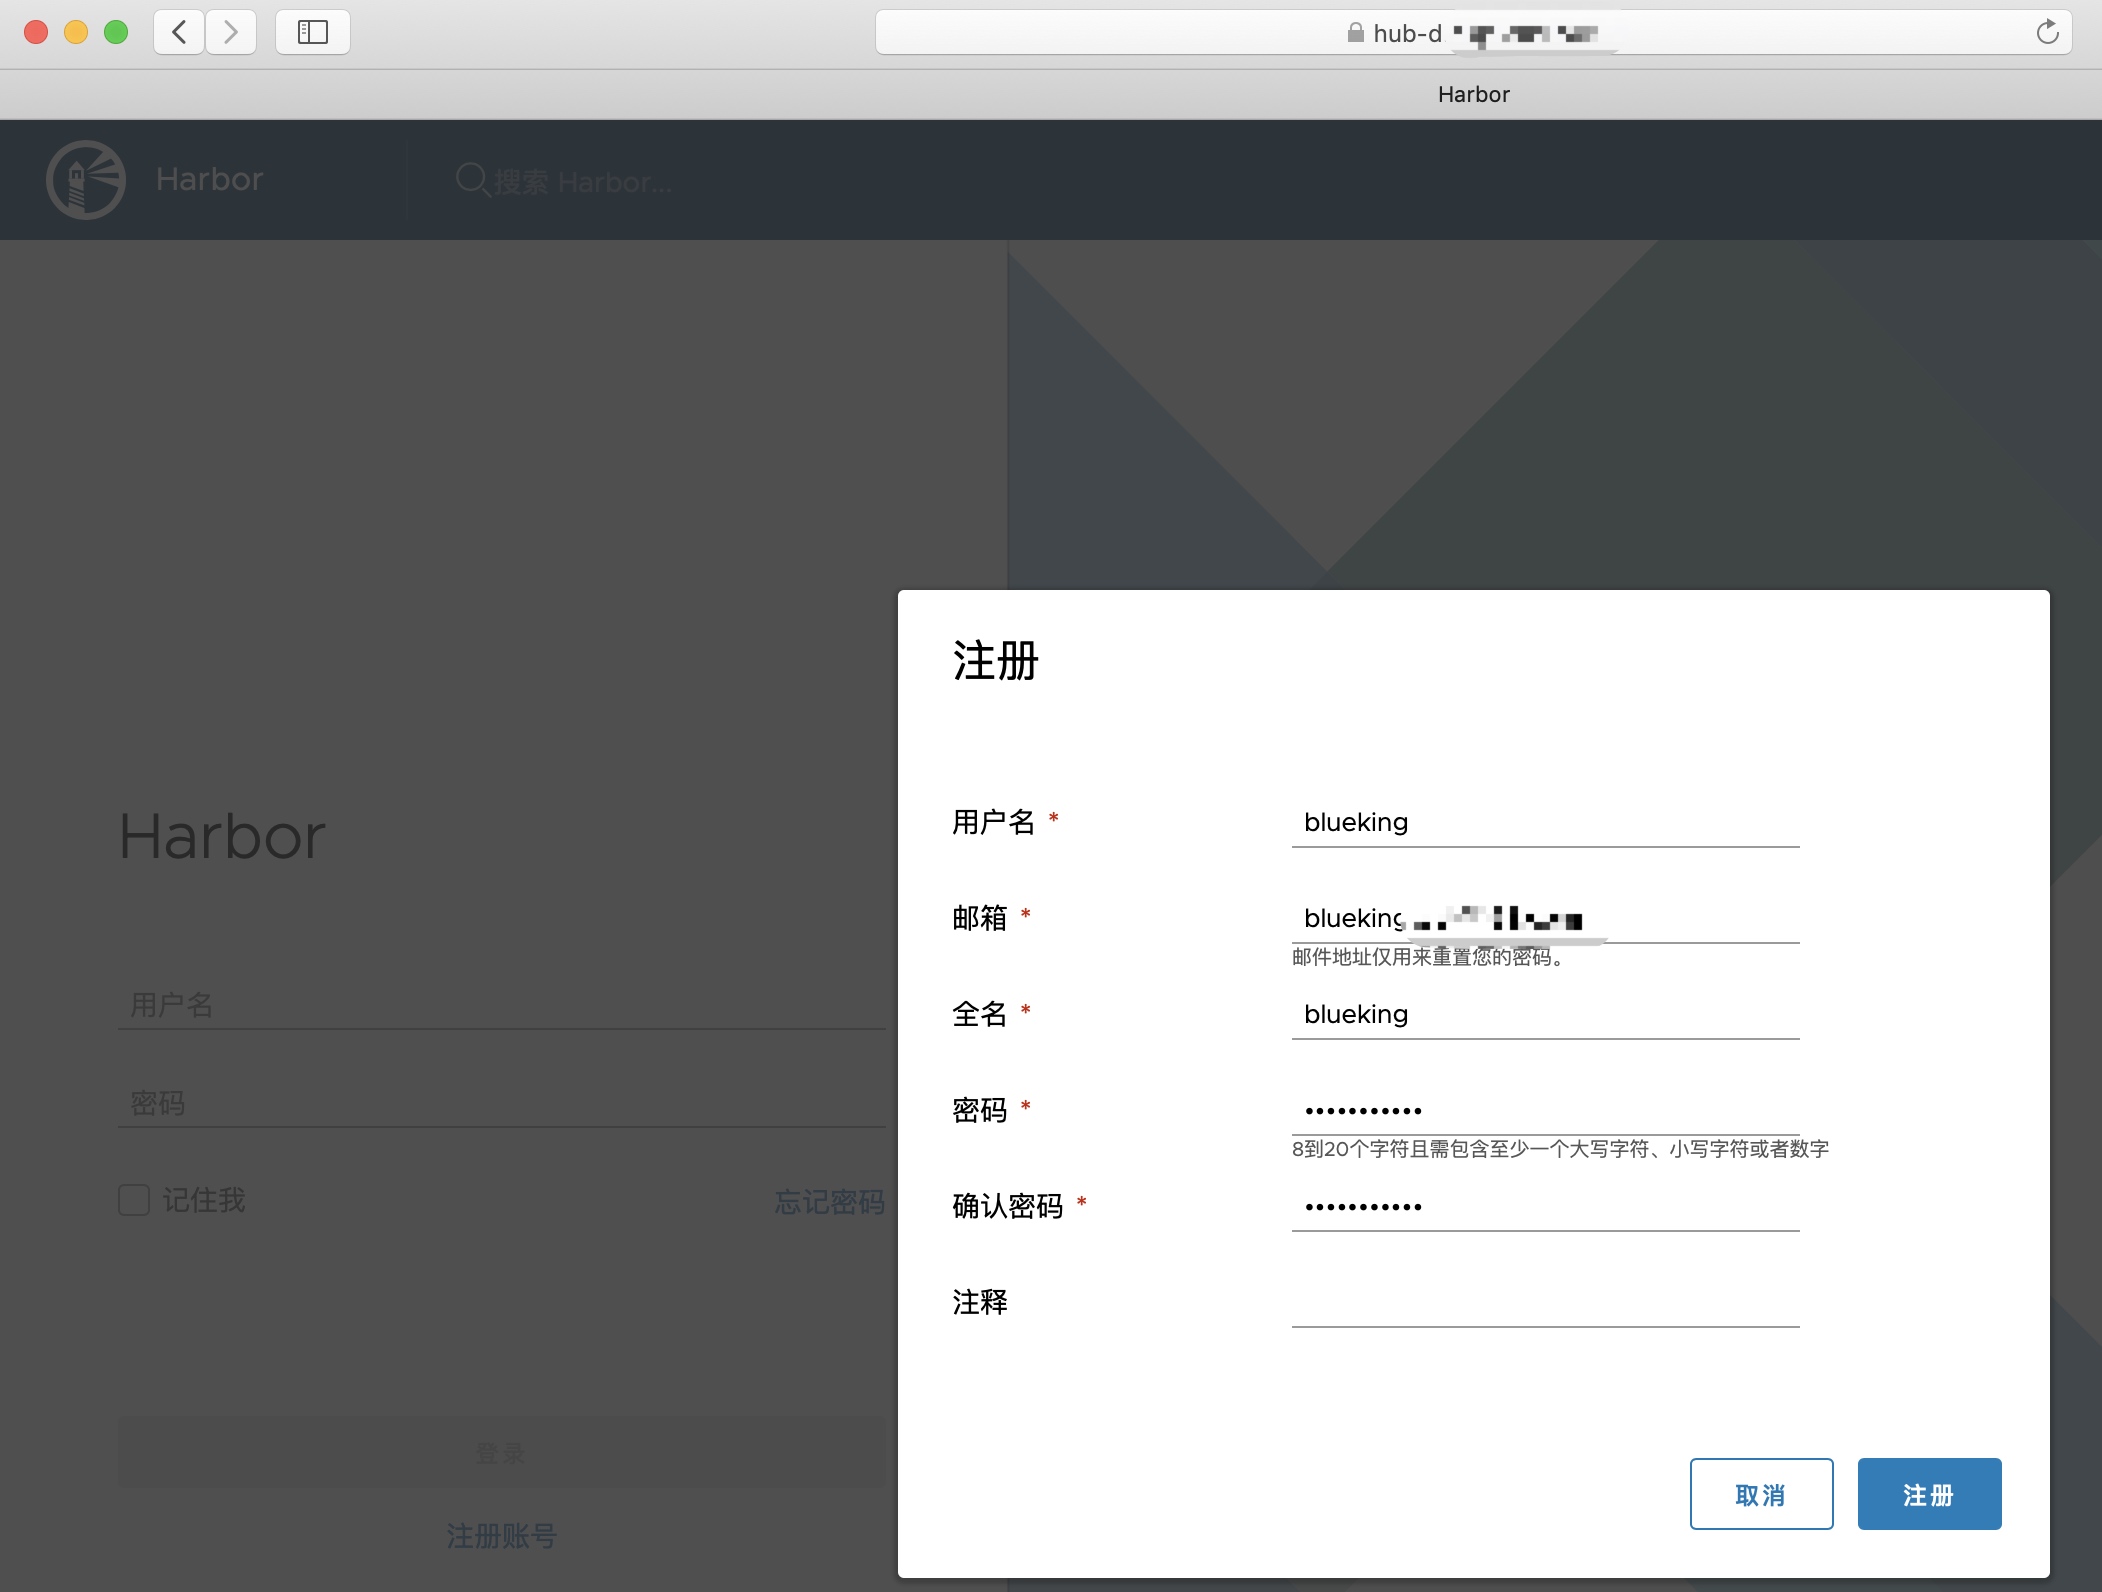 hub-d
Harbor
Harbor
搜索 Harbor...
Harbor
用户名
密码
记住我
忘记密码
登录
注册账号
注册
用户名 *
blueking
邮箱 *
blueking
邮件地址仅用来重置您的密码。
全名 *
blueking
密码 *
•••••••••••
8到20个字符且需包含至少一个大写字符、小写字符或者数字
确认密码 *
•••••••••••
注释
取消
注册